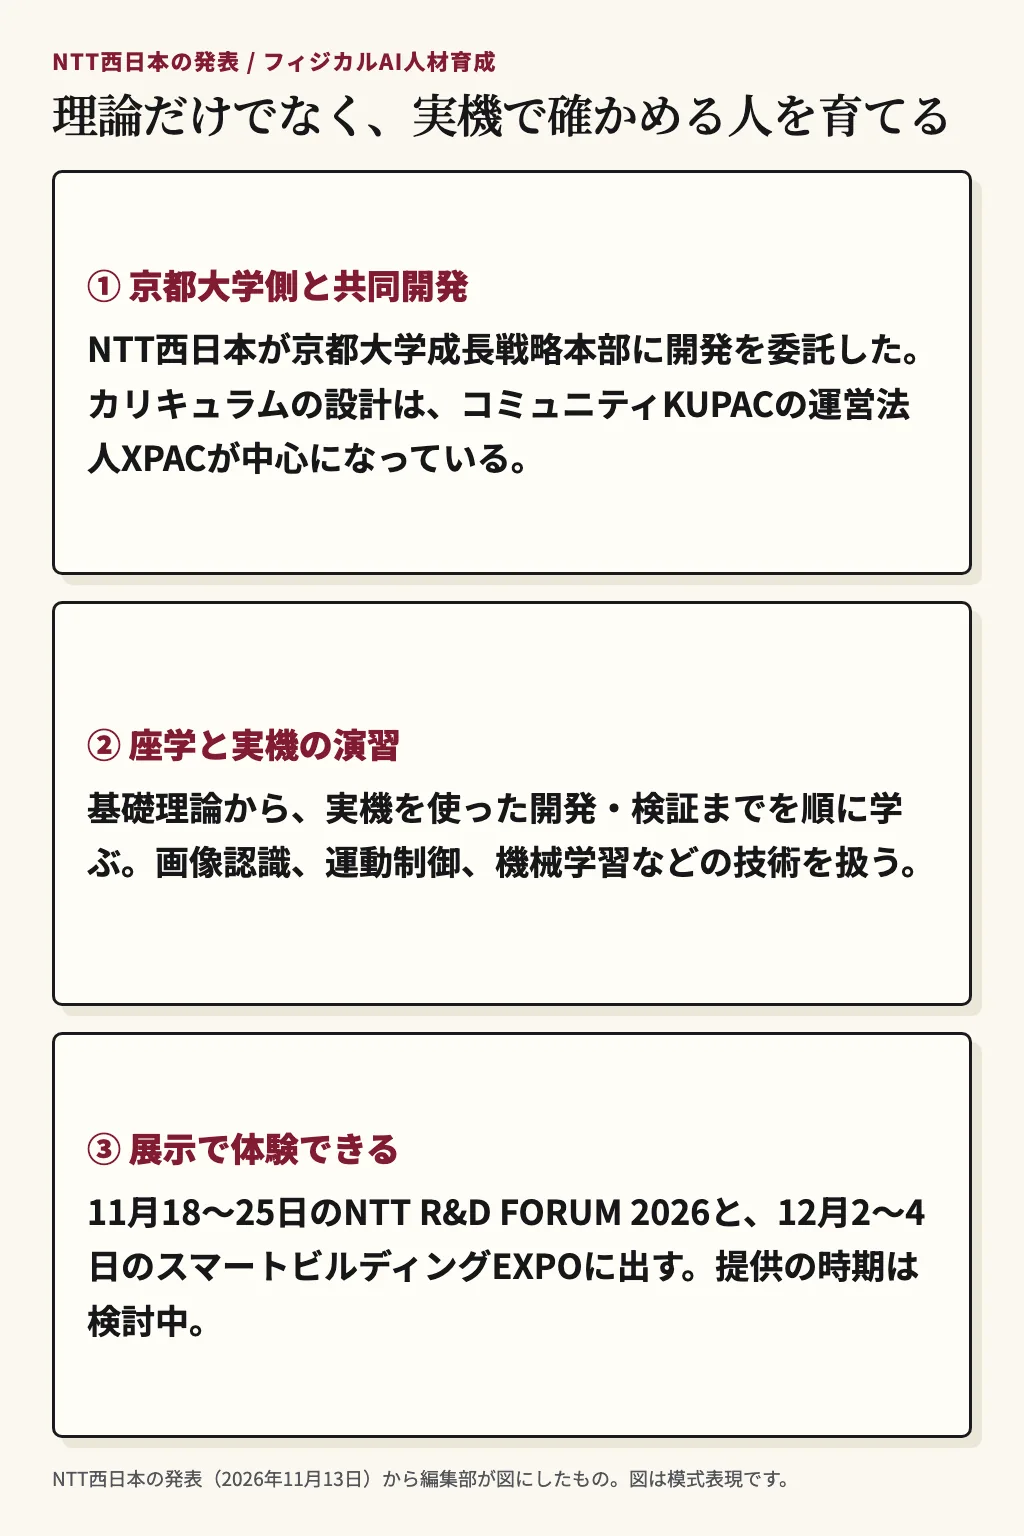 NTT西日本の発表 / フィジカルAI人材育成
理論だけでなく、実機で確かめる人を育てる
① 京都大学側と共同開発
NTT西日本が京都大学成長戦略本部に開発を委託した。
カリキュラムの設計は、コミュニティKUPACの運営法
人XPACが中心になっている。
② 座学と実機の演習
基礎理論から、実機を使った開発・検証までを順に学
ぶ。画像認識、運動制御、機械学習などの技術を扱う。
③ 展示で体験できる
11月18〜25日のNTT R&D FORUM 2026と、12月2〜4
日のスマートビルディングEXPOに出す。提供の時期は
検討中。
NTT西日本の発表（2026年11月13日）から編集部が図にしたもの。図は模式表現です。